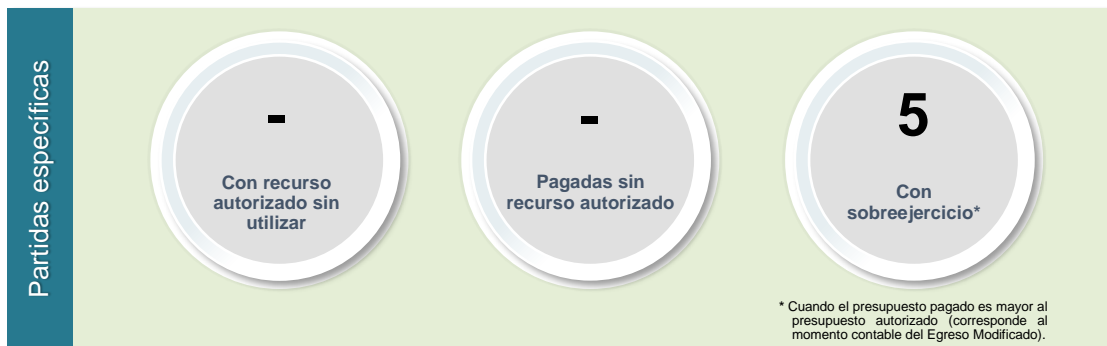 Partidas específicas
-
Con recurso
autorizado sin
utilizar
-
Pagadas sin
recurso autorizado
5
Con
sobreejercicio*
* Cuando el presupuesto pagado es mayor al
presupuesto autorizado (corresponde al
momento contable del Egreso Modificado).